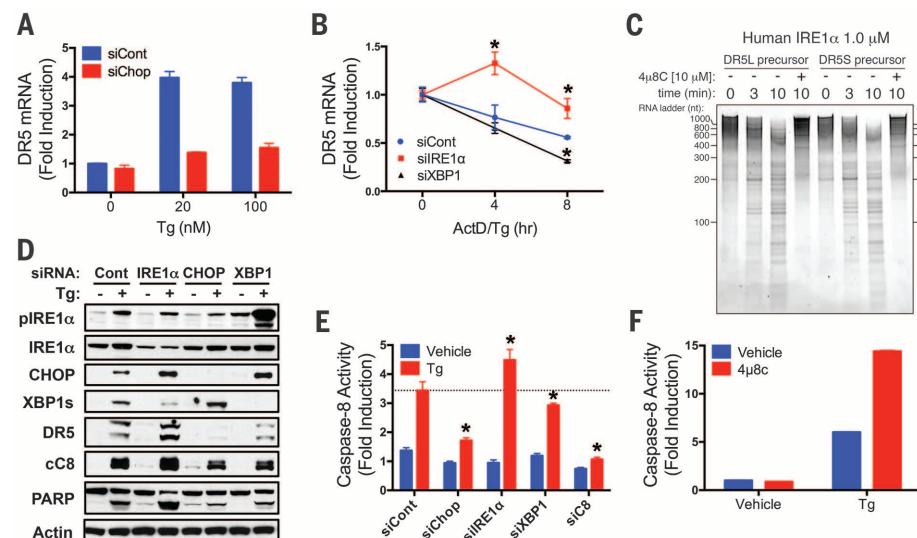 A
DR5 mRNA
(Fold Induction)
5
4
3
2
1
0
siCont
siChop
0
20
100
Tg (nM)
B
DR5 mRNA
(Fold Induction)
1.5
1.0
0.5
0.0
*
*
*
siCont
siIRE1α
siXBP1
0
4
8
ActD/Tg (hr)
C
Human IRE1α 1.0 µM
DR5L precursor DR5S precursor
4µ8C [10 µM]: - - - + - - - +
time (min): 0 3 10 10 0 3 10 10
RNA ladder (nt):
1000
800
600
400
300
200
100
D
siRNA: Cont IRE1α CHOP XBP1
Tg: - + - + - + - +
pIRE1α
IRE1α
CHOP
XBP1s
DR5
cC8
PARP
Actin
E
Caspase-8 Activity
(Fold Induction)
6
5
4
3
2
1
0
Vehicle
Tg
*
*
*
*
siCont
siChop
siIRE1α
siXBP1
siC8
F
Caspase-8 Activity
(Fold Induction)
15
10
5
0
Vehicle
4µ8c
Vehicle
Tg